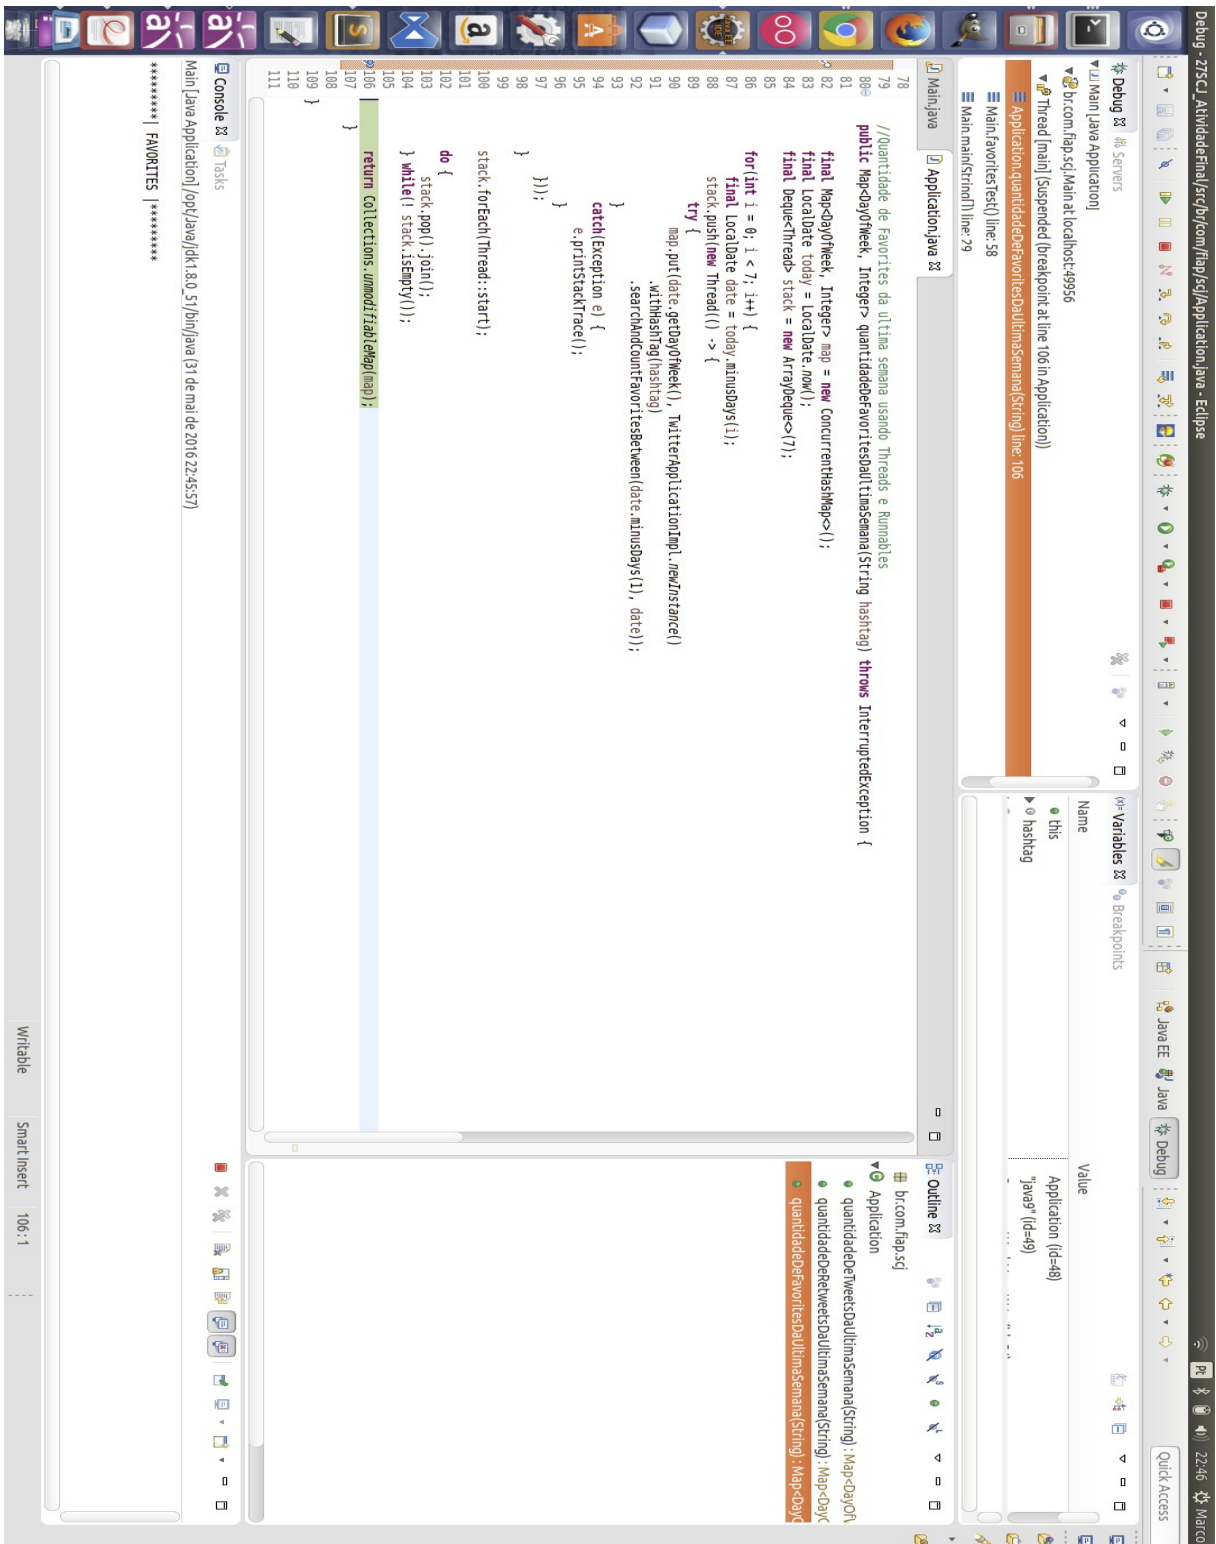 Debug - 27SCJ_AtividadeFinal/src/br/com/fiap/scj/Application.java - Eclipse
Pt
22:46
Marco
Quick Access
Java EE
Java
Debug
Debug
Servers
Main [Java Application]
br.com.fiap.scj.Main at localhost:49956
Thread [main] (Suspended (breakpoint at line 106 in Application))
Application.quantidadeDeFavoritesDaUltimaSemana(String) line: 106
Main.favoritesTest() line: 58
Main.main(String[]) line: 29
(x)= Variables
Breakpoints
Name
Value
this
Application (id=48)
hashtag
"java9" (id=49)
Main.java
Application.java
78
79 //Quantidade de Favorites da ultima semana usando Threads e Runnables
80 public Map<DayOfWeek, Integer> quantidadeDeFavoritesDaUltimaSemana(String hashtag) throws InterruptedException {
81
82 final Map<DayOfWeek, Integer> map = new ConcurrentHashMap<>();
83 final LocalDate today = LocalDate.now();
84 final Deque<Thread> stack = new ArrayDeque<>(7);
85
86 for(int i = 0; i < 7; i++) {
87 final LocalDate date = today.minusDays(i);
88 stack.push(new Thread(() -> {
89 try {
90 map.put(date.getDayOfWeek(), TwitterApplicationImpl.newInstance()
91 .withHashTag(hashtag)
92 .searchAndCountFavoritesBetween(date.minusDays(1), date));
93 }
94 catch(Exception e) {
95 e.printStackTrace();
96 }
97 }));
98 }
99
100 stack.forEach(Thread::start);
101
102 do {
103 stack.pop().join();
104 } while(! stack.isEmpty());
105
106 return Collections.unmodifiableMap(map);
107 }
108
109 }
110
111
Outline
br.com.fiap.scj
Application
quantidadeDeTweetsDaUltimaSemana(String) : Map<DayOfW
quantidadeDeRetweetsDaUltimaSemana(String) : Map<DayO
quantidadeDeFavoritesDaUltimaSemana(String) : Map<DayO
Console
Tasks
Main [Java Application] /opt/Java/jdk1.8.0_51/bin/java (31 de mai de 2016 22:45:57)
*********| FAVORITES |*********
Writable
Smart Insert
106 : 1